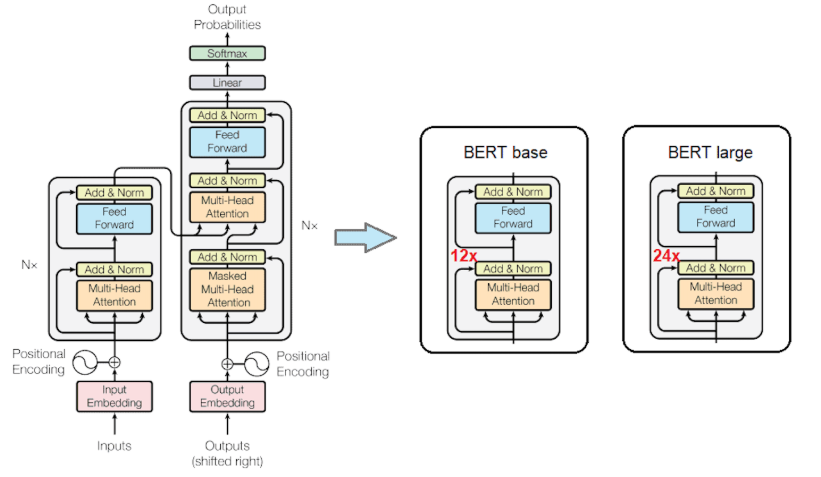 Output
Probabilities
Softmax
Linear
Add & Norm
Feed
Forward
Add & Norm
Multi-Head
Attention
Add & Norm
Masked
Multi-Head
Attention
Nx
Positional
Encoding
Output
Embedding
Outputs
(shifted right)
Add & Norm
Feed
Forward
Nx
Add & Norm
Multi-Head
Attention
Positional
Encoding
Input
Embedding
Inputs
BERT base
Add & Norm
Feed
Forward
12x
Add & Norm
Multi-Head
Attention
BERT large
Add & Norm
Feed
Forward
24x
Add & Norm
Multi-Head
Attention